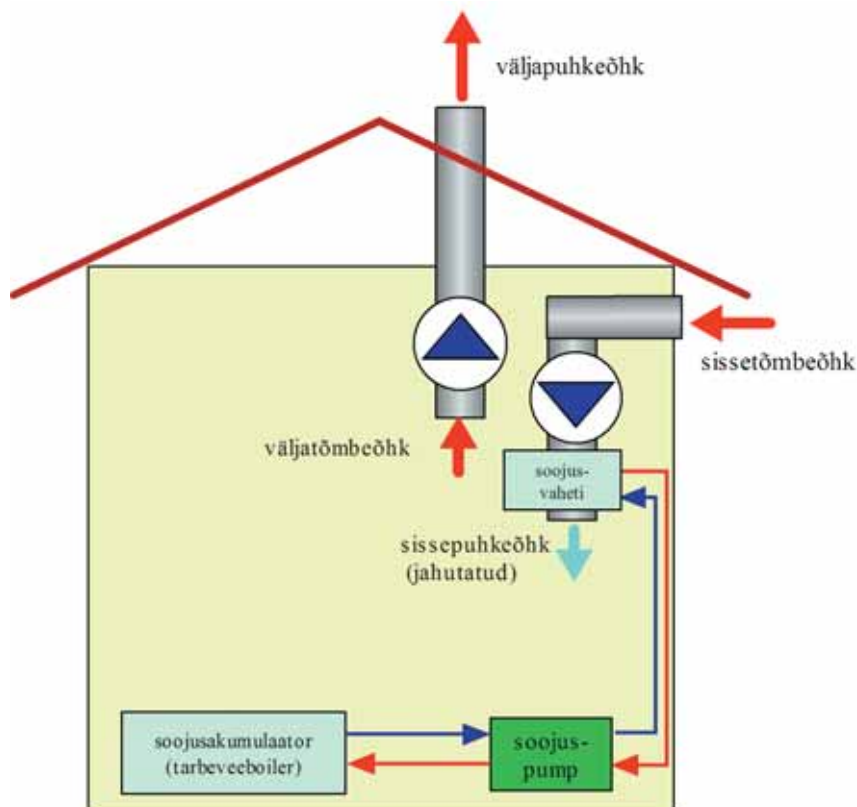 väljapuhkeõhk
sissetõmbeõhk
väljatõmbeõhk
soojus-
vaheti
sissepuhkeõhk
(jahutatud)
soojusakumulaator
(tarbeveeboiler)
soojus-
pump